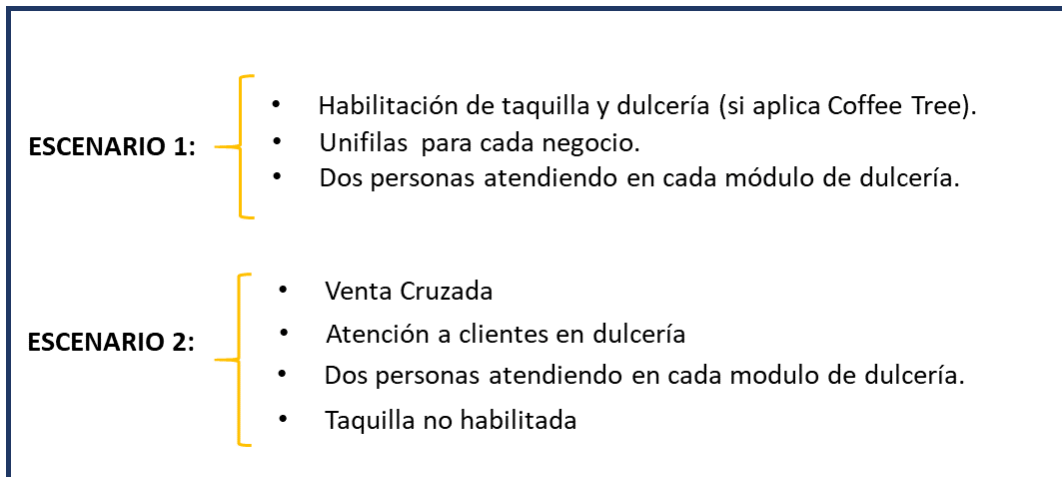 ESCENARIO 1:
• Habilitación de taquilla y dulcería (si aplica Coffee Tree).
• Unifilas para cada negocio.
• Dos personas atendiendo en cada módulo de dulcería.
ESCENARIO 2:
• Venta Cruzada
• Atención a clientes en dulcería
• Dos personas atendiendo en cada modulo de dulcería.
• Taquilla no habilitada